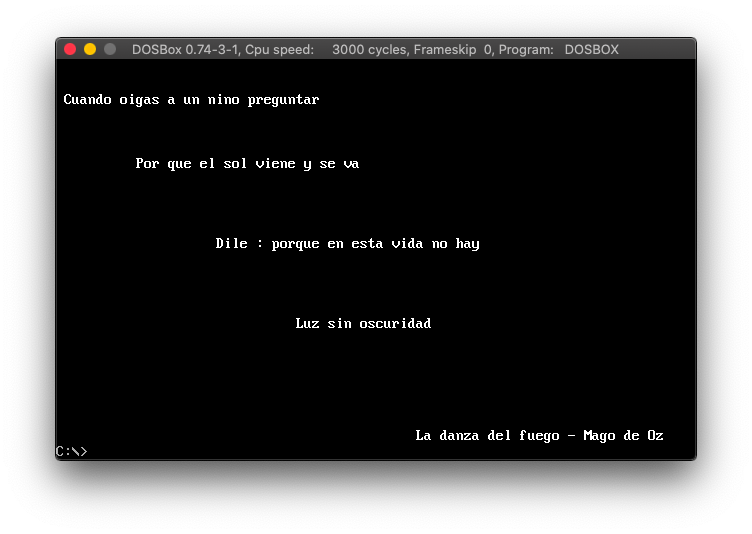 DOSBox 0.74-3-1, Cpu speed: 3000 cycles, Frameskip 0, Program: DOSBOX
Cuando oigas a un nino preguntar
Por que el sol viene y se va
Dile : porque en esta vida no hay
Luz sin oscuridad
La danza del fuego - Mago de Oz
C:\>